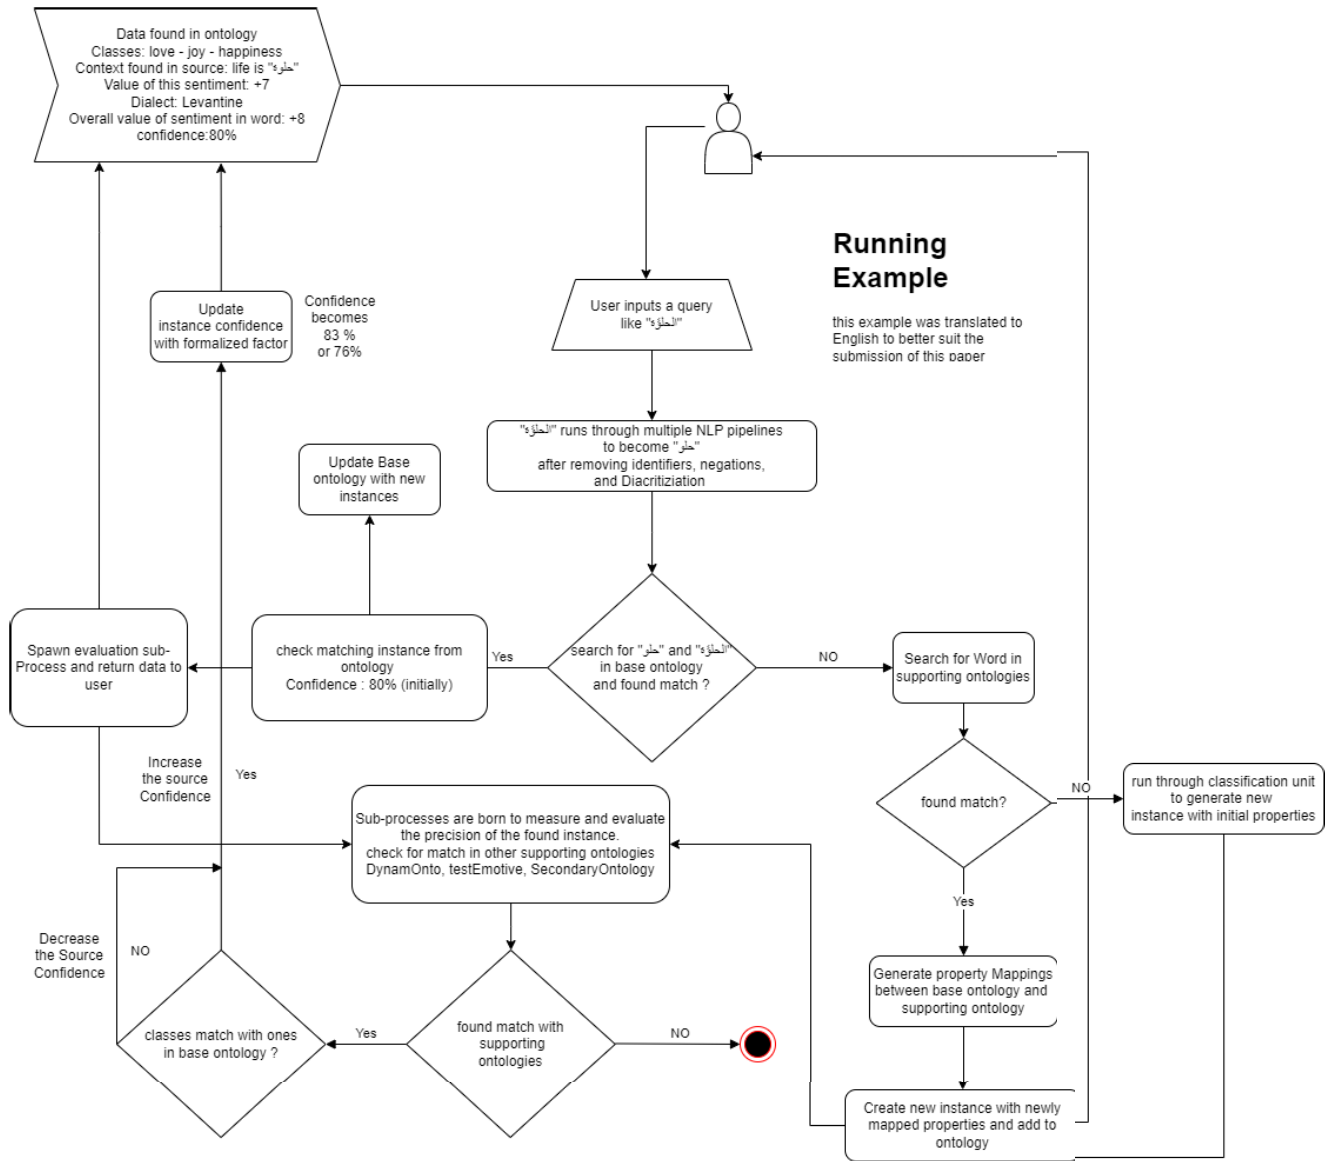 Data found in ontology
Classes: love - joy - happiness
Context found in source: life is "حلوة"
Value of this sentiment: +7
Dialect: Levantine
Overall value of sentiment in word: +8
confidence:80%
Running
Example
this example was translated to
English to better suit the
submission of this paper
User inputs a query
like "الحلوّة"
"الحلوّة" runs through multiple NLP pipelines
to become "حلو"
after removing identifiers, negations,
and Diacritiziation
Update
instance confidence
with formalized factor
Confidence
becomes
83 %
or 76%
Update Base
ontology with new
instances
Spawn evaluation sub-
Process and return data to
user
check matching instance from
ontology
Confidence : 80% (initially)
Yes
search for "حلو" and "الحلوّة"
in base ontology
and found match ?
NO
Search for Word in
supporting ontologies
found match?
NO
run through classification unit
to generate new
instance with initial properties
Yes
Generate property Mappings
between base ontology and
supporting ontology
Create new instance with newly
mapped properties and add to
ontology
Increase
the source
Confidence
Yes
Sub-processes are born to measure and evaluate
the precision of the found instance.
check for match in other supporting ontologies
DynamOnto, testEmotive, SecondaryOntology
Decrease
the Source
Confidence
NO
classes match with ones
in base ontology ?
Yes
found match with
supporting
ontologies
NO